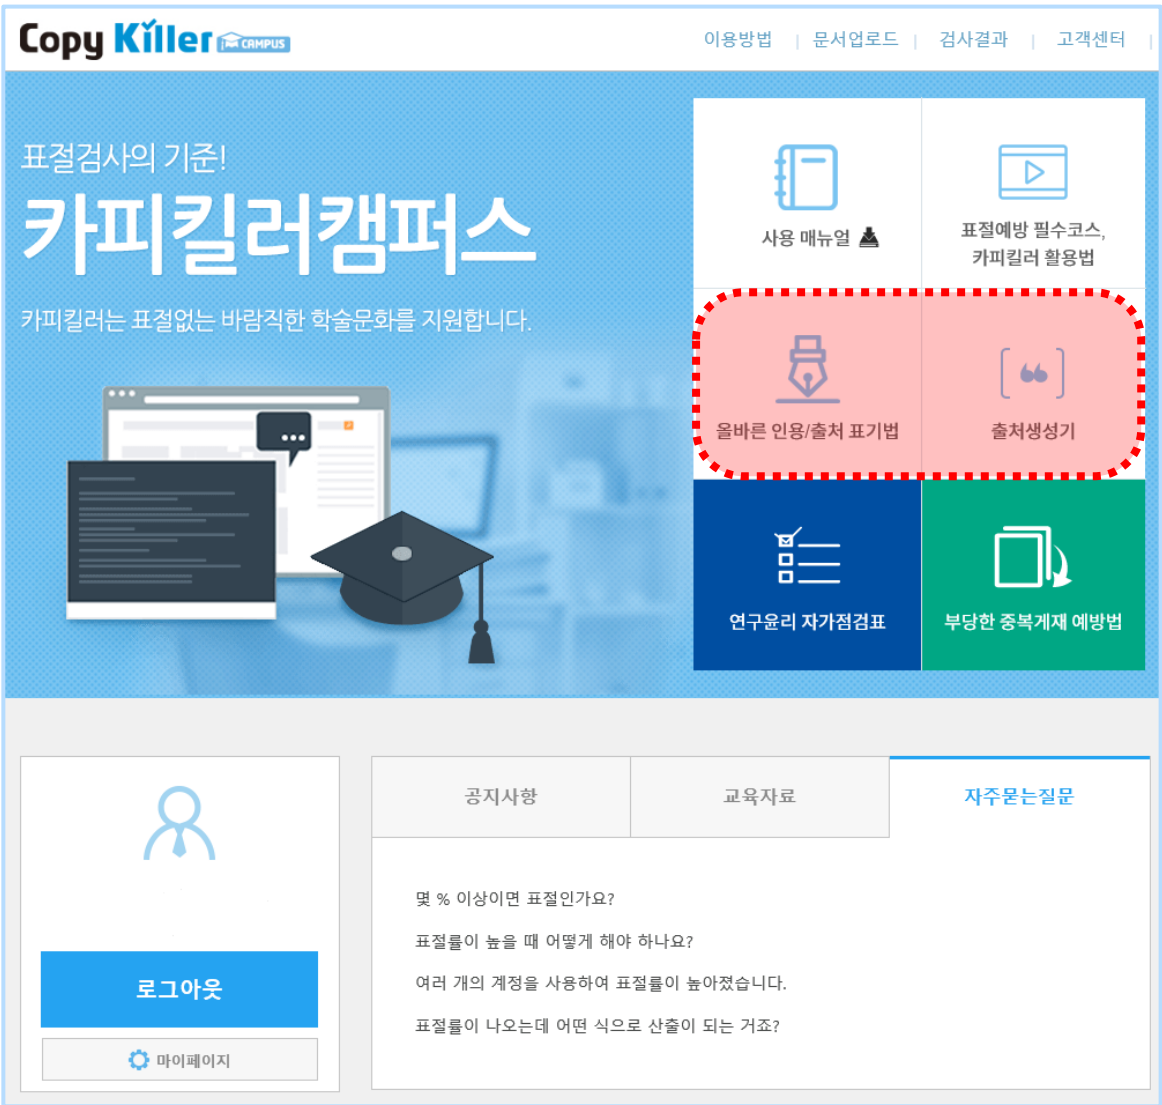 Copy Killer CAMPUS
이용방법 | 문서업로드 | 검사결과 | 고객센터 |
표절검사의 기준!
카피킬러캠퍼스
카피킬러는 표절없는 바람직한 학술문화를 지원합니다.
사용 매뉴얼
표절예방 필수코스,
카피킬러 활용법
올바른 인용/출처 표기법
출처생성기
연구윤리 자가점검표
부당한 중복게재 예방법
로그아웃
마이페이지
공지사항
교육자료
자주묻는질문
몇 % 이상이면 표절인가요?
표절률이 높을 때 어떻게 해야 하나요?
여러 개의 계정을 사용하여 표절률이 높아졌습니다.
표절률이 나오는데 어떤 식으로 산출이 되는 거죠?